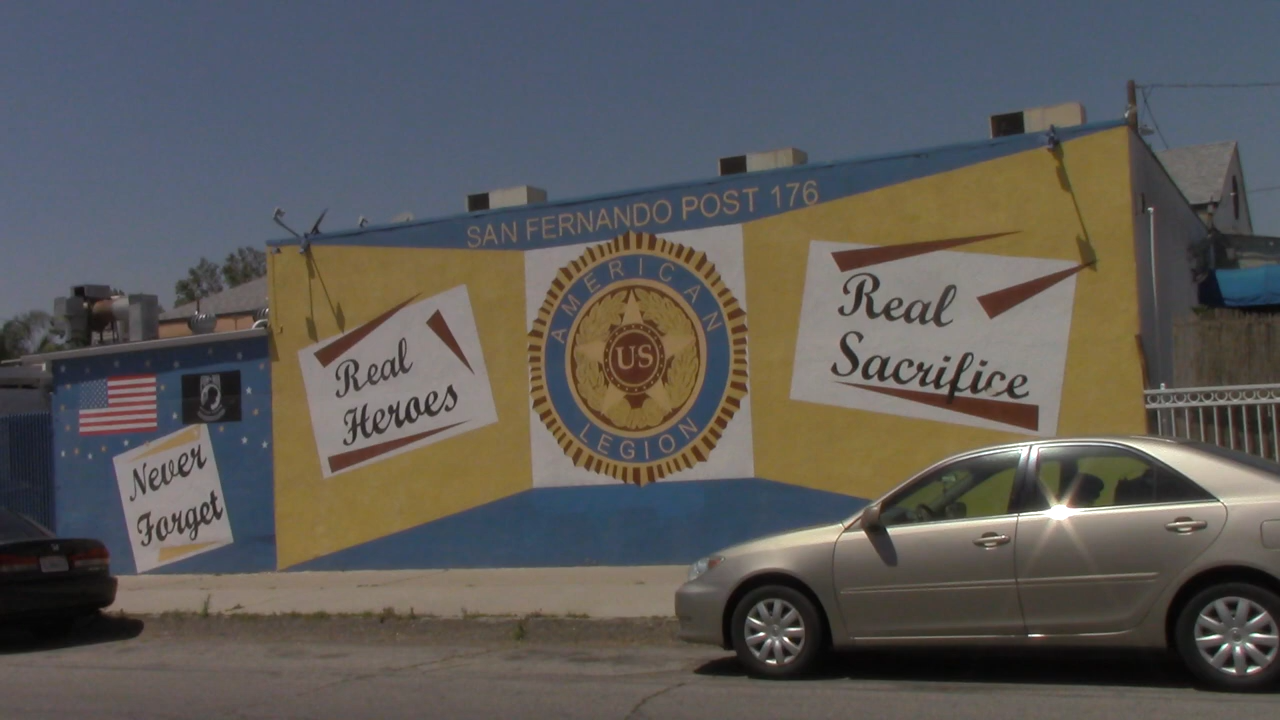 SAN FERNANDO POST 176
AMERICAN
US
LEGION
Real
Heroes
Real
Sacrifice
Never
Forget